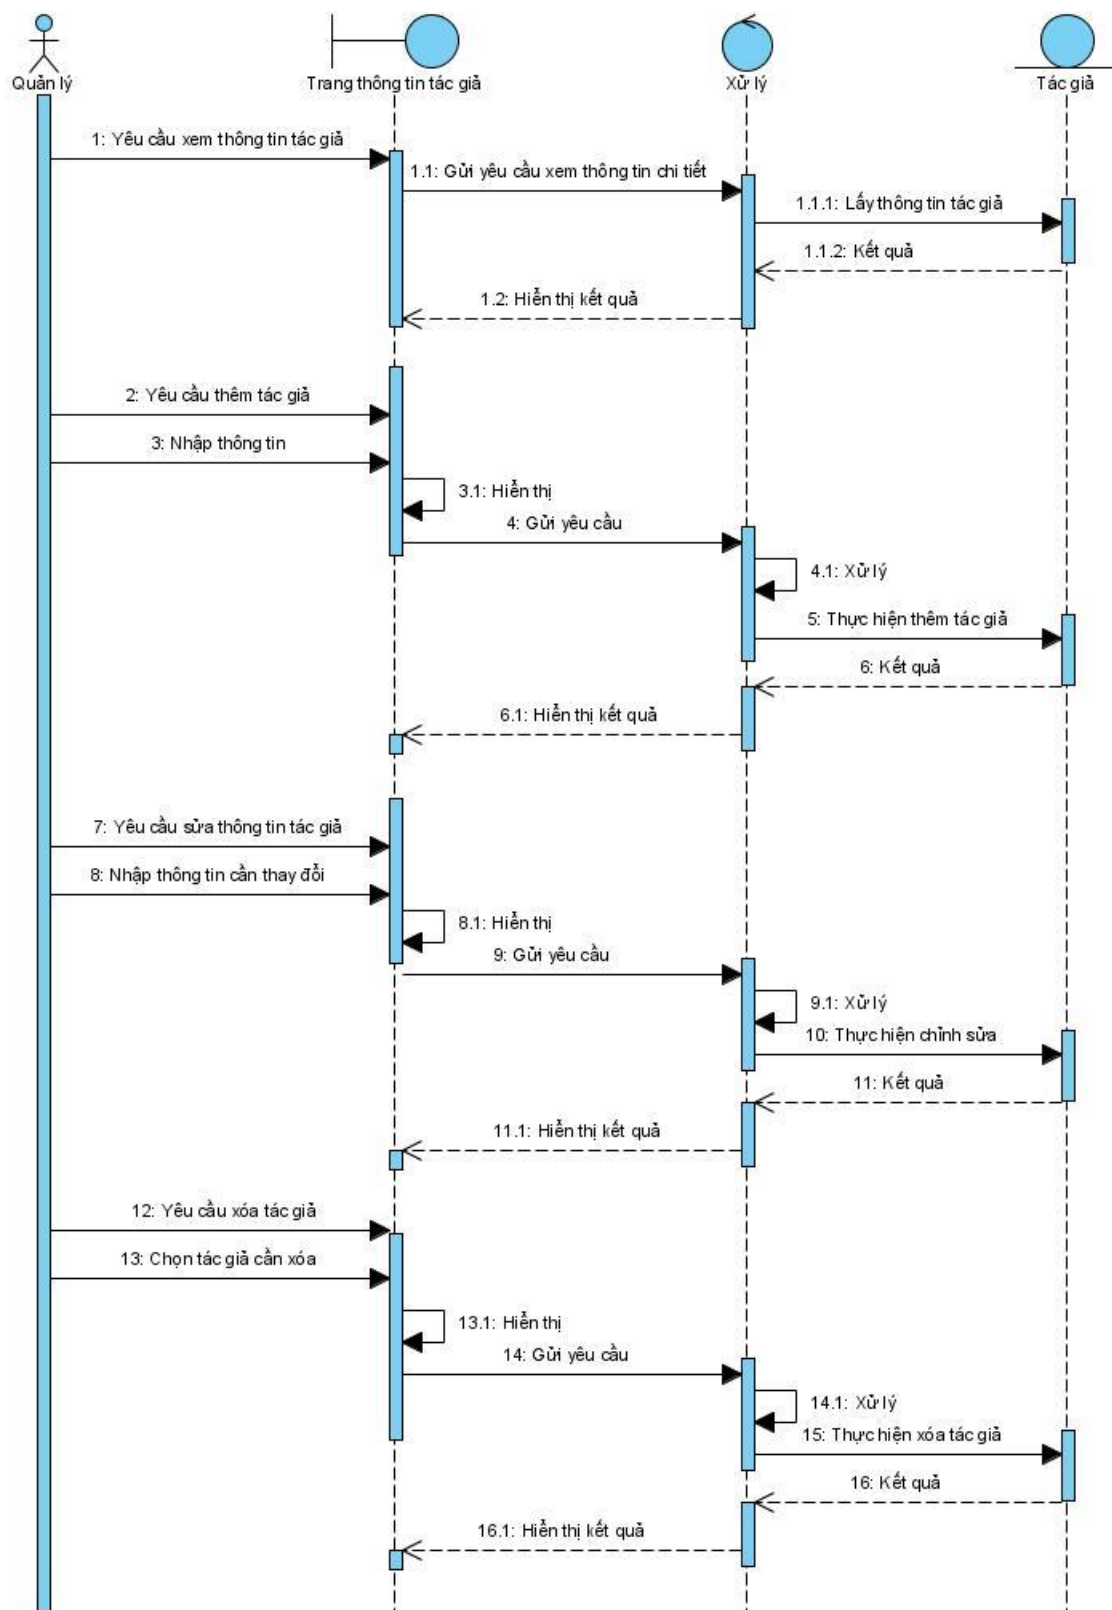 Quản lý
Trang thông tin tác giả
Xử lý
Tác giả
1: Yêu cầu xem thông tin tác giả
1.1: Gửi yêu cầu xem thông tin chi tiết
1.1.1: Lấy thông tin tác giả
1.1.2: Kết quả
1.2: Hiển thị kết quả
2: Yêu cầu thêm tác giả
3: Nhập thông tin
3.1: Hiển thị
4: Gửi yêu cầu
4.1: Xử lý
5: Thực hiện thêm tác giả
6: Kết quả
6.1: Hiển thị kết quả
7: Yêu cầu sửa thông tin tác giả
8: Nhập thông tin cần thay đổi
8.1: Hiển thị
9: Gửi yêu cầu
9.1: Xử lý
10: Thực hiện chỉnh sửa
11: Kết quả
11.1: Hiển thị kết quả
12: Yêu cầu xóa tác giả
13: Chọn tác giả cần xóa
13.1: Hiển thị
14: Gửi yêu cầu
14.1: Xử lý
15: Thực hiện xóa tác giả
16: Kết quả
16.1: Hiển thị kết quả